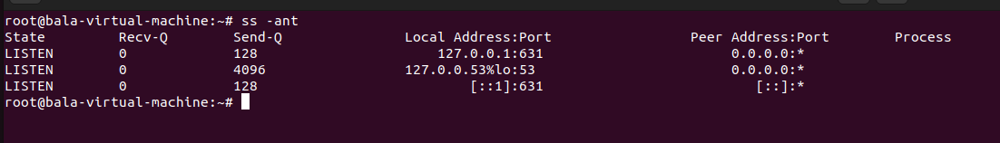 root@bala-virtual-machine:~# ss -ant
State Recv-Q Send-Q Local Address:Port Peer Address:Port Process
LISTEN 0 128 127.0.0.1:631 0.0.0.0:*
LISTEN 0 4096 127.0.0.53%lo:53 0.0.0.0:*
LISTEN 0 128 [::1]:631 [::]:*
root@bala-virtual-machine:~#